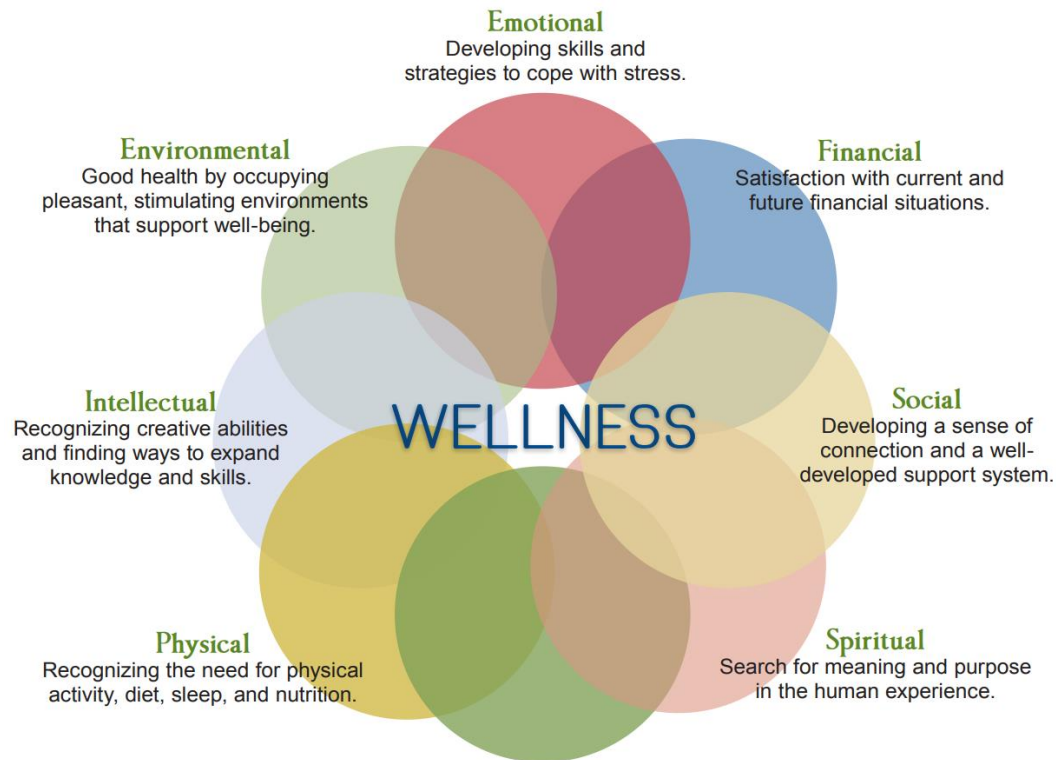 Emotional
Developing skills and
strategies to cope with stress.
Environmental
Good health by occupying
pleasant, stimulating environments
that support well-being.
Financial
Satisfaction with current and
future financial situations.
Intellectual
Recognizing creative abilities
and finding ways to expand
knowledge and skills.
WELLNESS
Social
Developing a sense of
connection and a well-
developed support system.
Physical
Recognizing the need for physical
activity, diet, sleep, and nutrition.
Spiritual
Search for meaning and purpose
in the human experience.